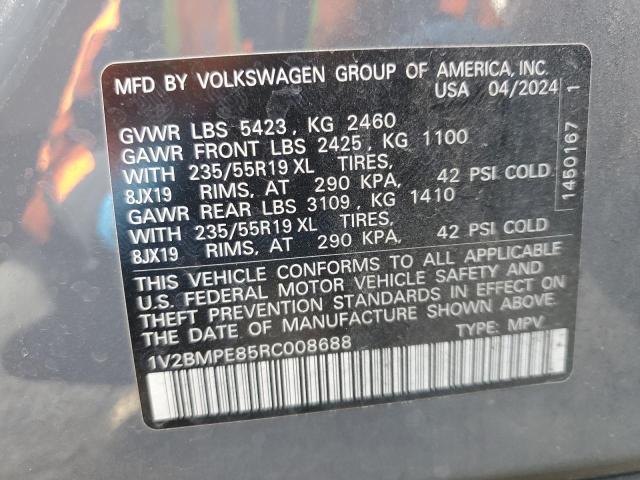 MFD BY VOLKSWAGEN GROUP OF AMERICA, INC.
USA 04/2024
GVWR LBS 5423, KG 2460
GAWR FRONT LBS 2425, KG 1100
WITH 235/55R19 XL TIRES,
8JX19 RIMS, AT 290 KPA, 42 PSI COLD
GAWR REAR LBS 3109, KG 1410
WITH 235/55R19 XL TIRES,
8JX19 RIMS, AT 290 KPA, 42 PSI COLD
THIS VEHICLE CONFORMS TO ALL APPLICABLE
U.S. FEDERAL MOTOR VEHICLE SAFETY AND
THEFT PREVENTION STANDARDS IN EFFECT ON
THE DATE OF MANUFACTURE SHOWN ABOVE.
1V2BMPE85RC008688 TYPE: MPV
1450167 1